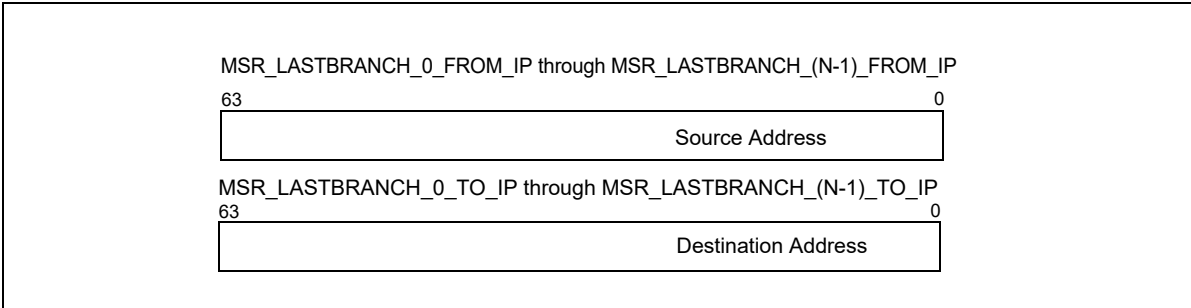 MSR_LASTBRANCH_0_FROM_IP through MSR_LASTBRANCH_(N-1)_FROM_IP
63 0
Source Address
MSR_LASTBRANCH_0_TO_IP through MSR_LASTBRANCH_(N-1)_TO_IP
63 0
Destination Address